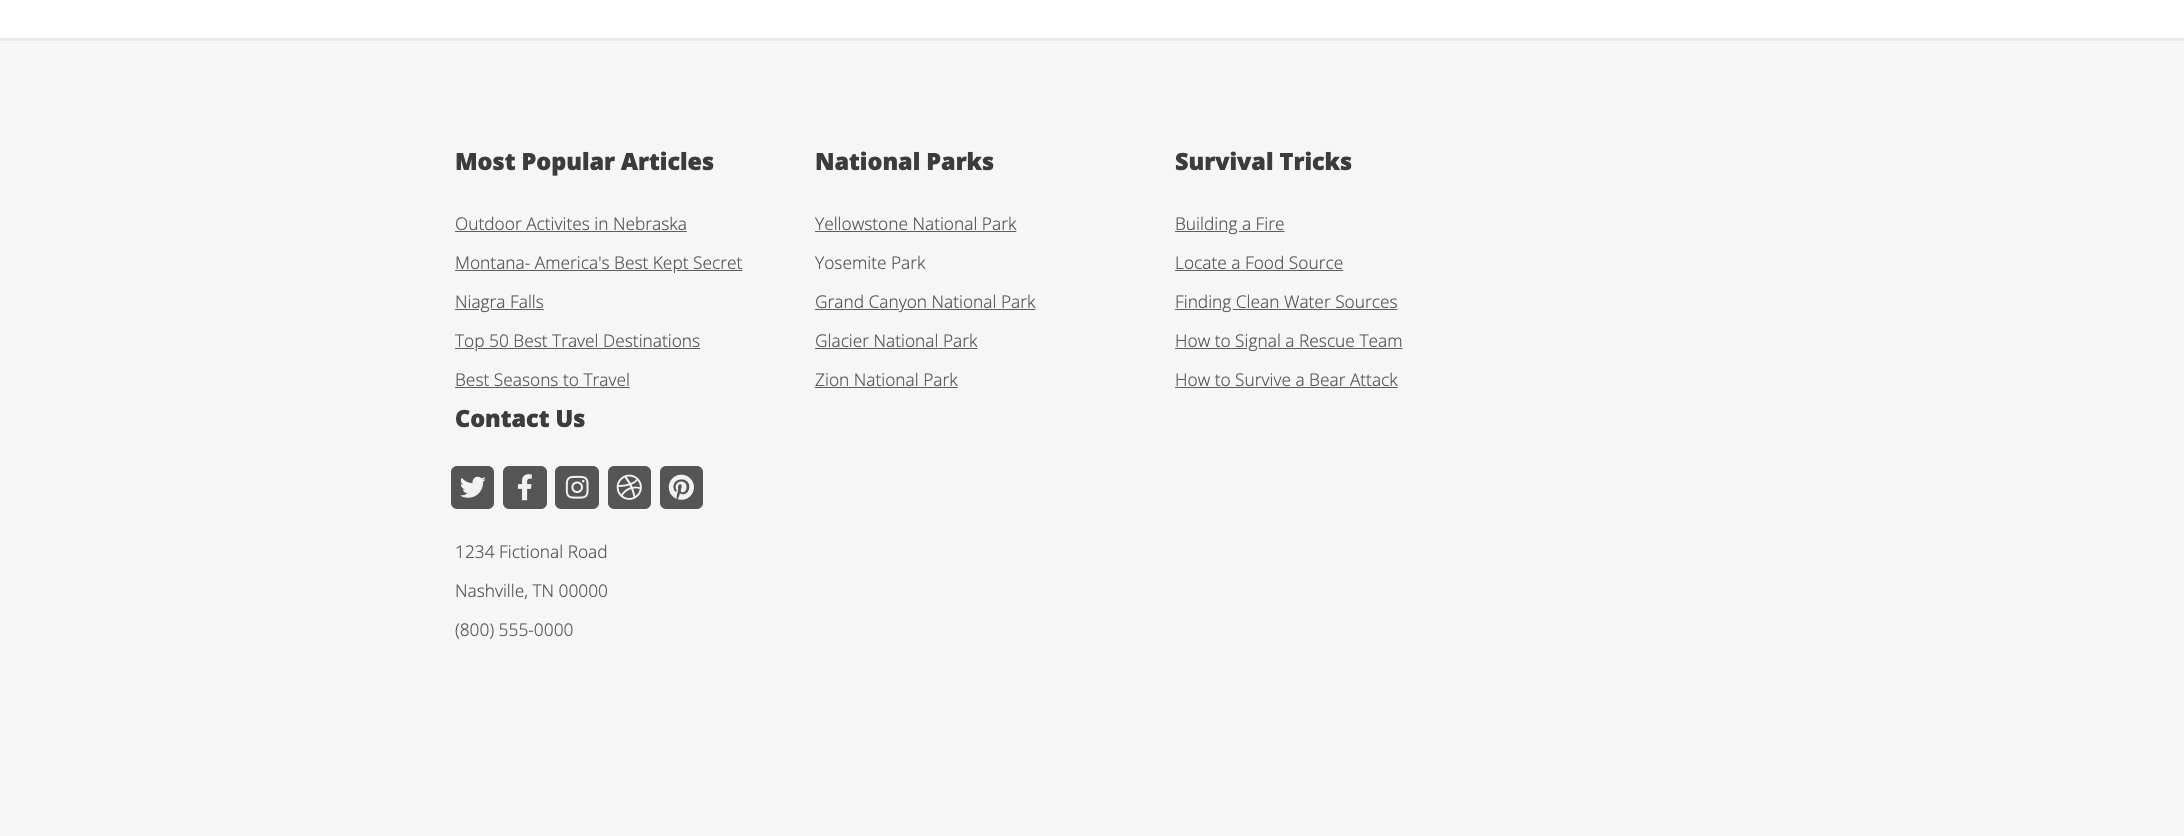 Most Popular Articles
Outdoor Activites in Nebraska
Montana- America's Best Kept Secret
Niagra Falls
Top 50 Best Travel Destinations
Best Seasons to Travel
National Parks
Yellowstone National Park
Yosemite Park
Grand Canyon National Park
Glacier National Park
Zion National Park
Survival Tricks
Building a Fire
Locate a Food Source
Finding Clean Water Sources
How to Signal a Rescue Team
How to Survive a Bear Attack
Contact Us
1234 Fictional Road
Nashville, TN 00000
(800) 555-0000